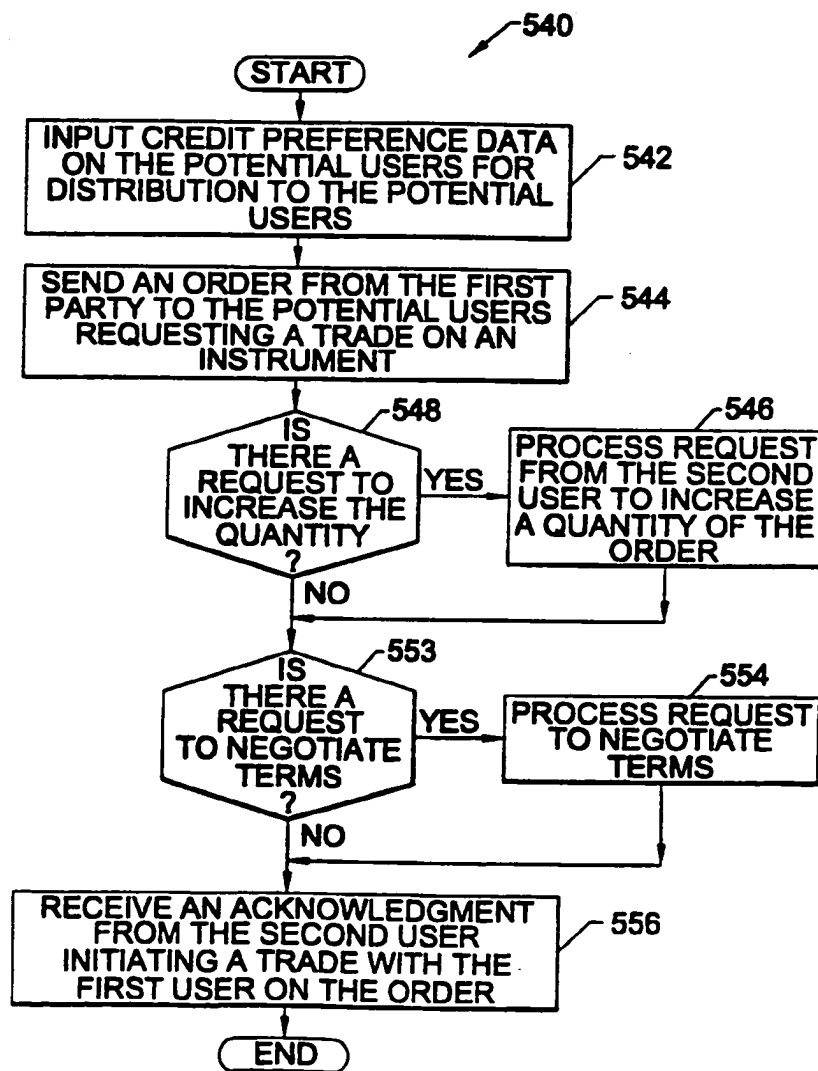 540
START
INPUT CREDIT PREFERENCE DATA
ON THE POTENTIAL USERS FOR
DISTRIBUTION TO THE POTENTIAL
USERS
542
SEND AN ORDER FROM THE FIRST
PARTY TO THE POTENTIAL USERS
REQUESTING A TRADE ON AN
INSTRUMENT
544
548
IS
THERE A
REQUEST TO
INCREASE THE
QUANTITY
?
YES
546
PROCESS REQUEST
FROM THE SECOND
USER TO INCREASE
A QUANTITY OF THE
ORDER
NO
553
IS
THERE A
REQUEST
TO NEGOTIATE
TERMS
?
YES
554
PROCESS REQUEST
TO NEGOTIATE
TERMS
NO
RECEIVE AN ACKNOWLEDGMENT
FROM THE SECOND USER
INITIATING A TRADE WITH THE
FIRST USER ON THE ORDER
556
END